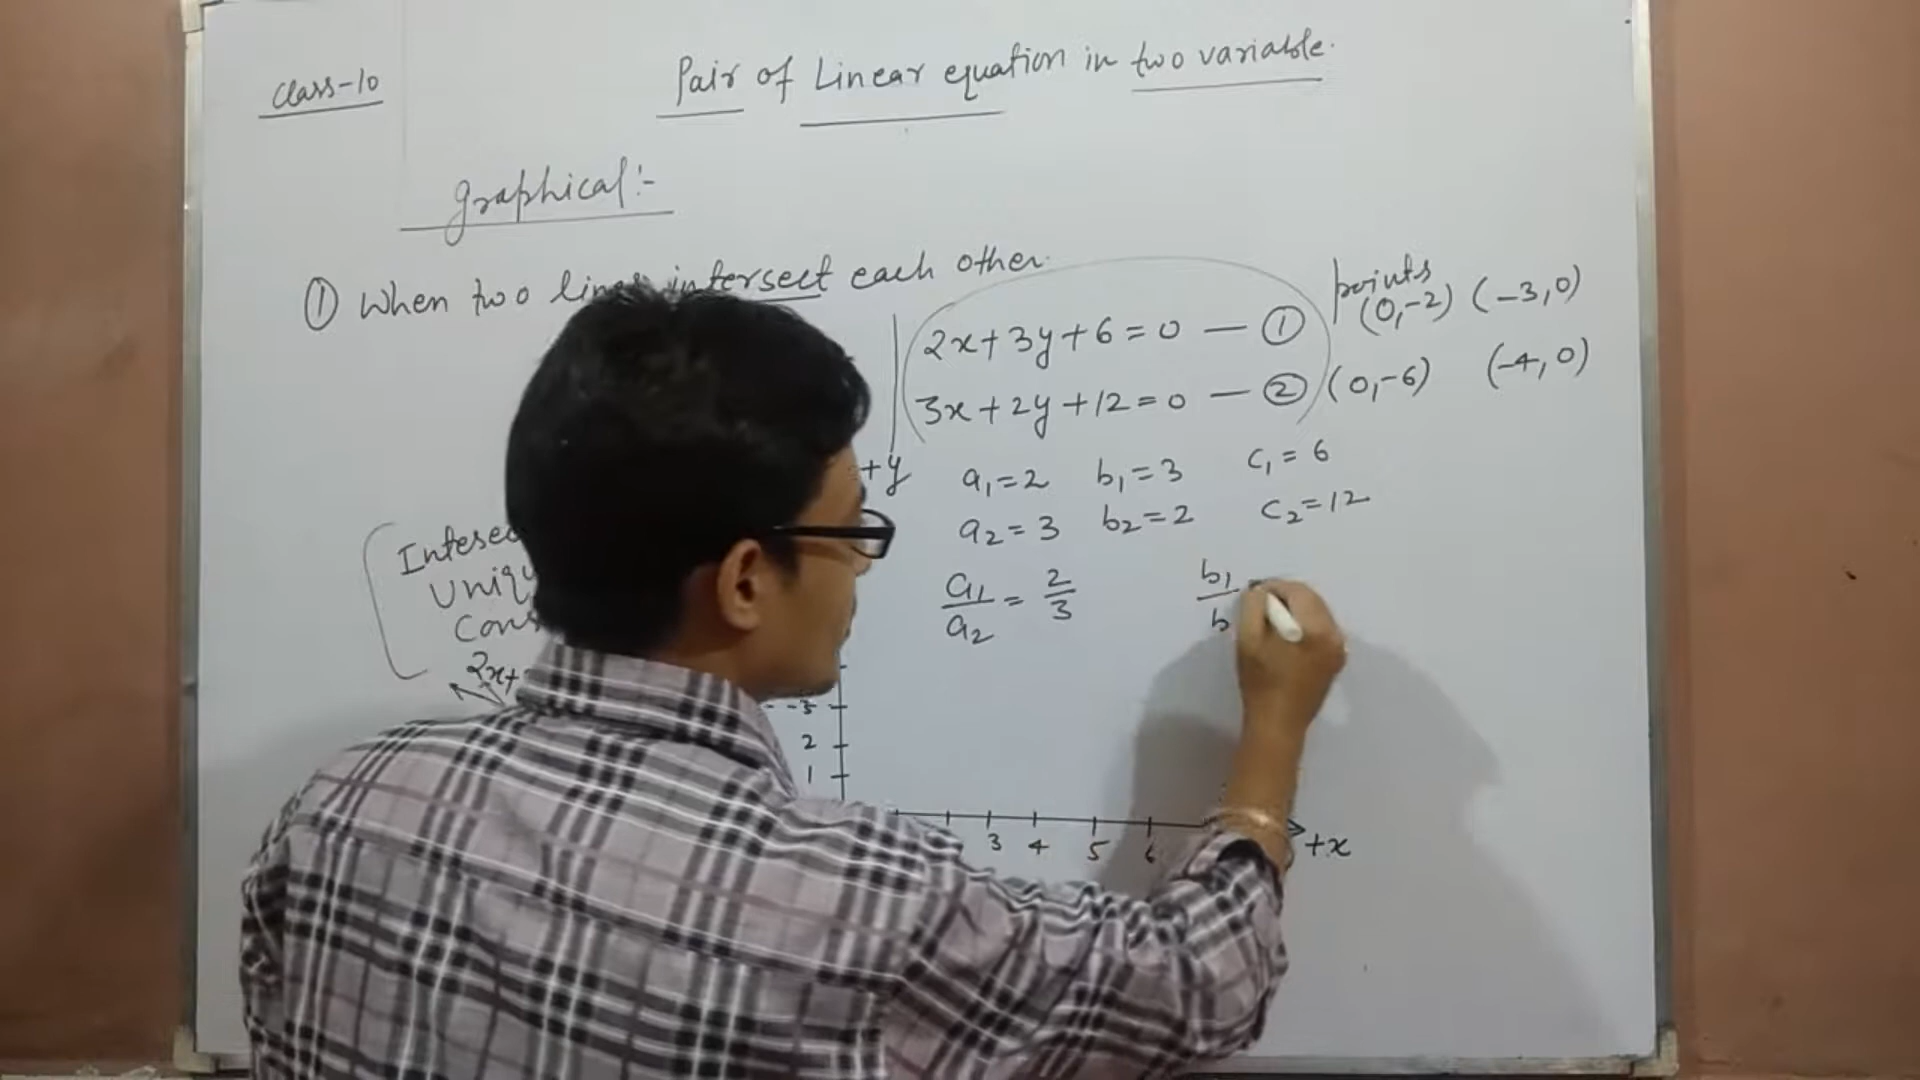 Class-10
Pair of Linear equation in two variable.
Graphical:-
① When two lines intersect each other.
points
2x+3y+6=0 — ① (0,-2) (-3,0)
3x+2y+12=0 — ② (0,-6) (-4,0)
+y
a₁=2 b₁=3 c₁=6
a₂=3 b₂=2 c₂=12
a₁/a₂ = 2/3 b₁/b
2x+
3
2
1
3 4 5 6
+x